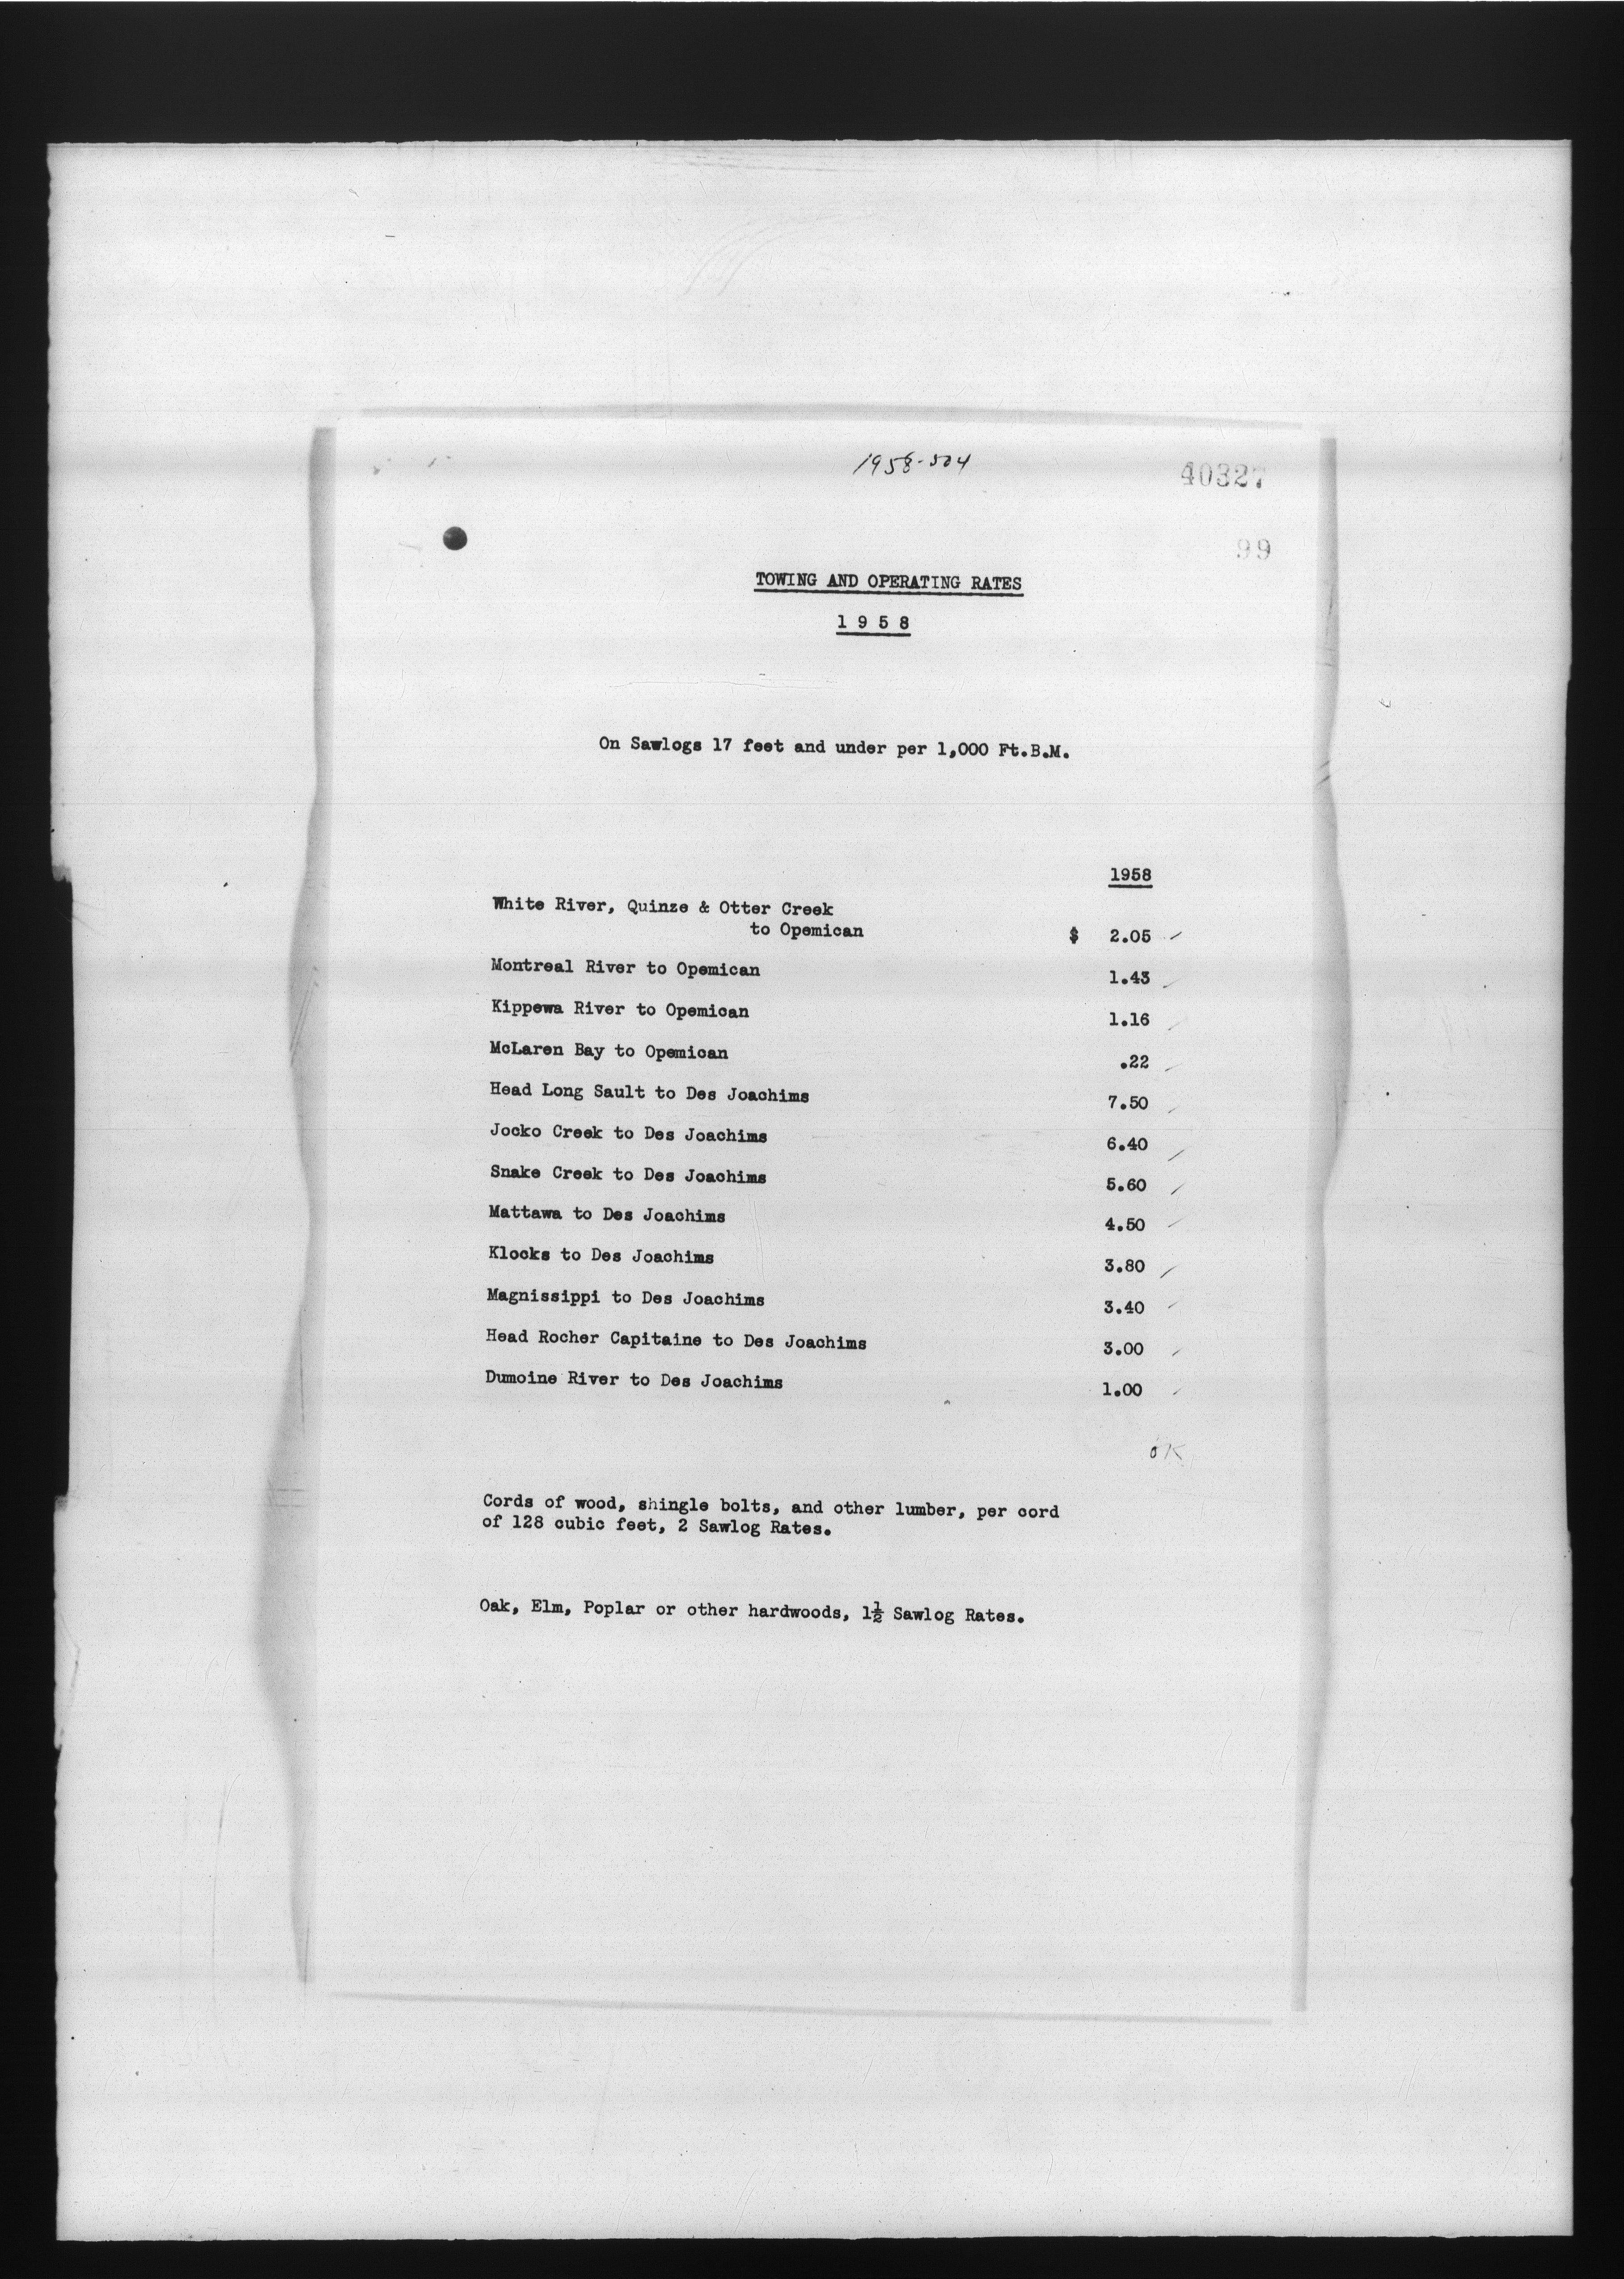 1958-504
40327
99
TOWING AND OPERATING RATES
1 9 5 8
On Sawlogs 17 feet and under per 1,000 Ft.B.M.
1958
White River, Quinze & Otter Creek
to Opemican $ 2.05
Montreal River to Opemican 1.43
Kippewa River to Opemican 1.16
McLaren Bay to Opemican .22
Head Long Sault to Des Joachims 7.50
Jocko Creek to Des Joachims 6.40
Snake Creek to Des Joachims 5.60
Mattawa to Des Joachims 4.50
Klocks to Des Joachims 3.80
Magnissippi to Des Joachims 3.40
Head Rocher Capitaine to Des Joachims 3.00
Dumoine River to Des Joachims 1.00
OK
Cords of wood, shingle bolts, and other lumber, per cord
of 128 cubic feet, 2 Sawlog Rates.
Oak, Elm, Poplar or other hardwoods, 1½ Sawlog Rates.